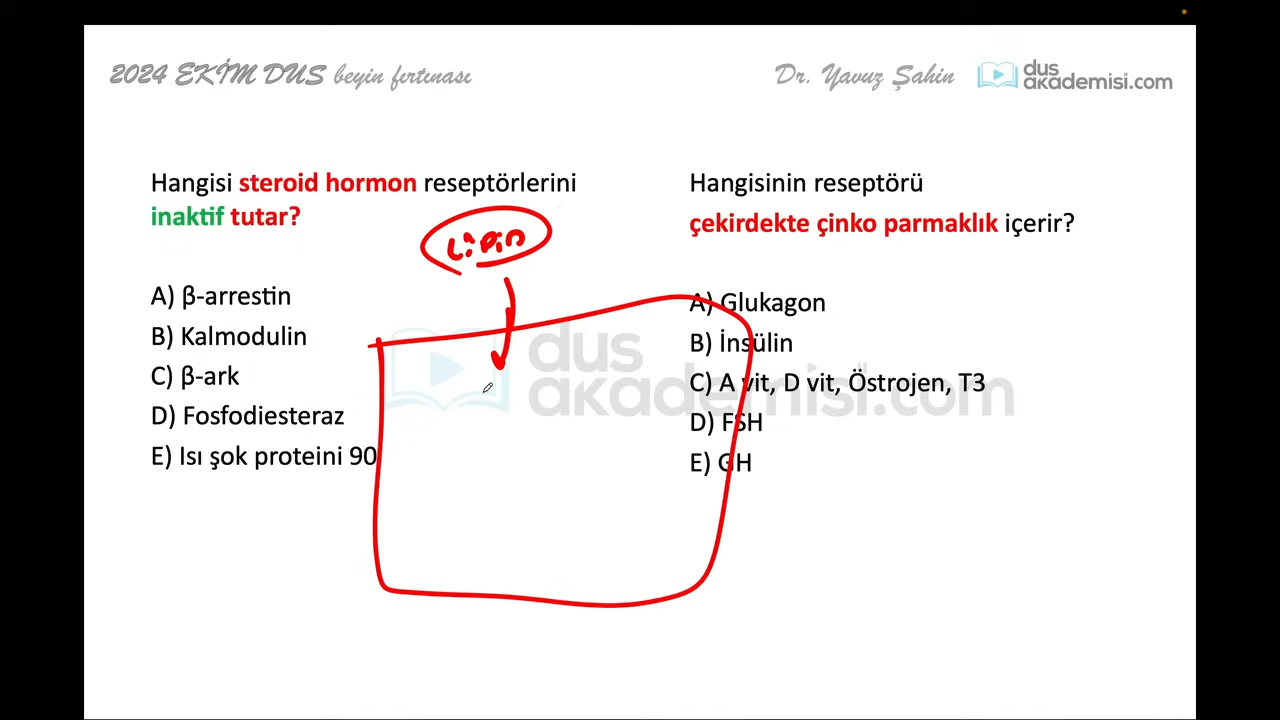 2024 EKİM DUS beyin fırtınası
Dr. Yavuz Şahin
dus
akademisi.com
Hangisi steroid hormon reseptörlerini
inaktif tutar?
Lipin
A) β-arrestin
B) Kalmodulin
C) β-ark
D) Fosfodiesteraz
E) Isı şok proteini 90
Hangisinin reseptörü
çekirdekte çinko parmaklık içerir?
A) Glukagon
B) İnsülin
C) A vit, D vit, Östrojen, T3
D) FSH
E) GH
dus
akademisi.com